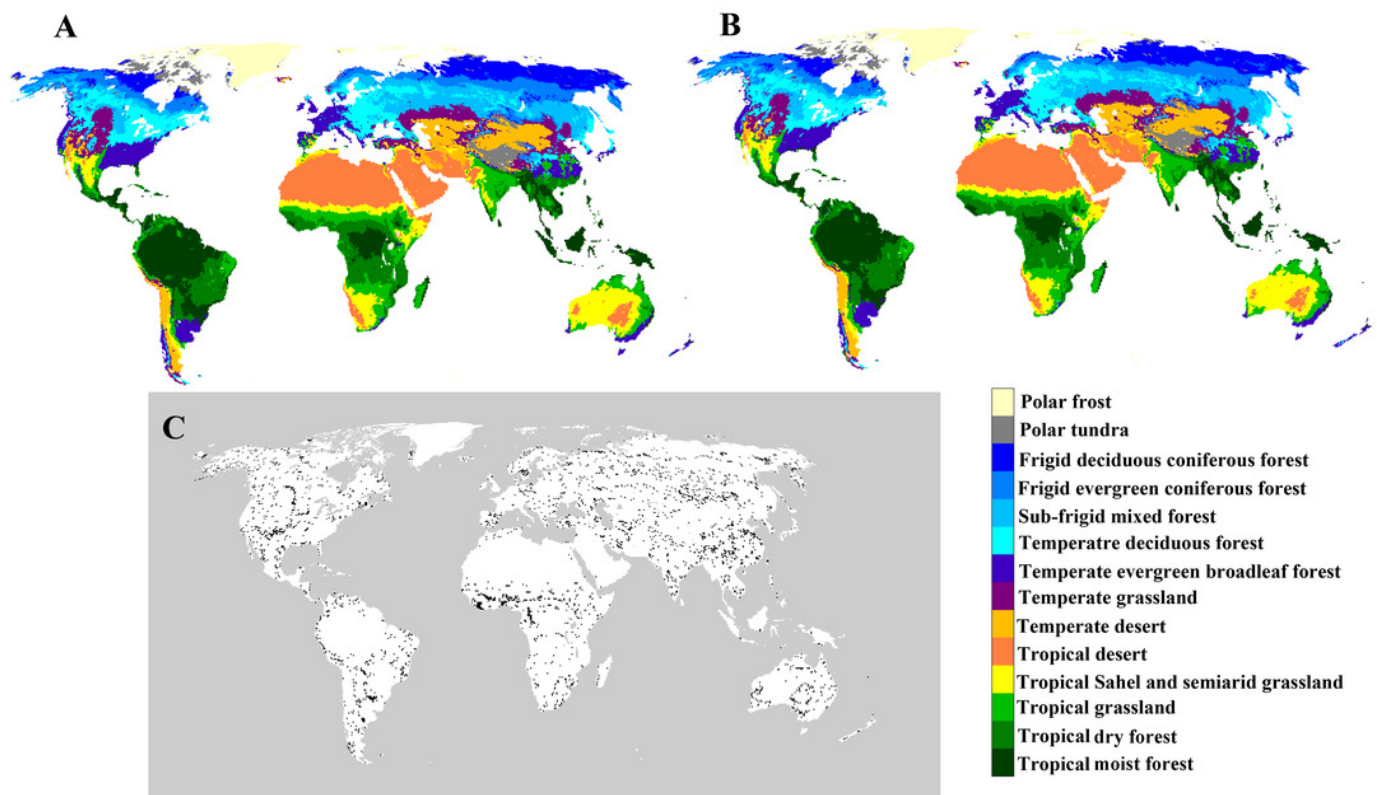 A
B
C
Polar frost
Polar tundra
Frigid deciduous coniferous forest
Frigid evergreen coniferous forest
Sub-frigid mixed forest
Temperatre deciduous forest
Temperate evergreen broadleaf forest
Temperate grassland
Temperate desert
Tropical desert
Tropical Sahel and semiarid grassland
Tropical grassland
Tropical dry forest
Tropical moist forest